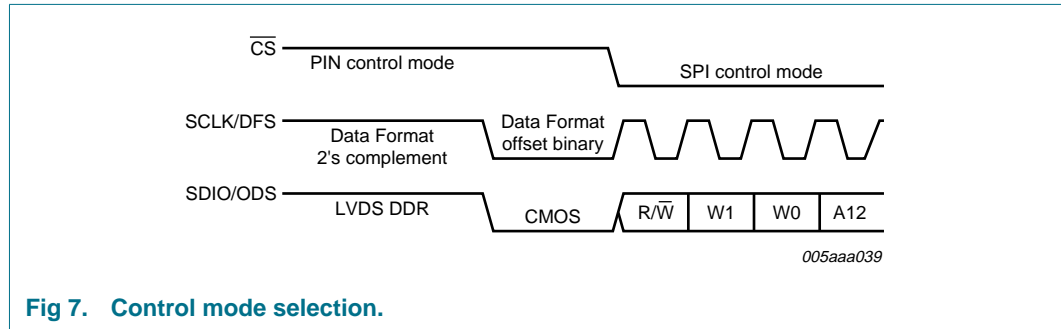 CS
PIN control mode
SPI control mode
SCLK/DFS
Data Format
2's complement
Data Format
offset binary
SDIO/ODS
LVDS DDR
CMOS
R/W̅
W1
W0
A12
005aaa039
Fig 7. Control mode selection.